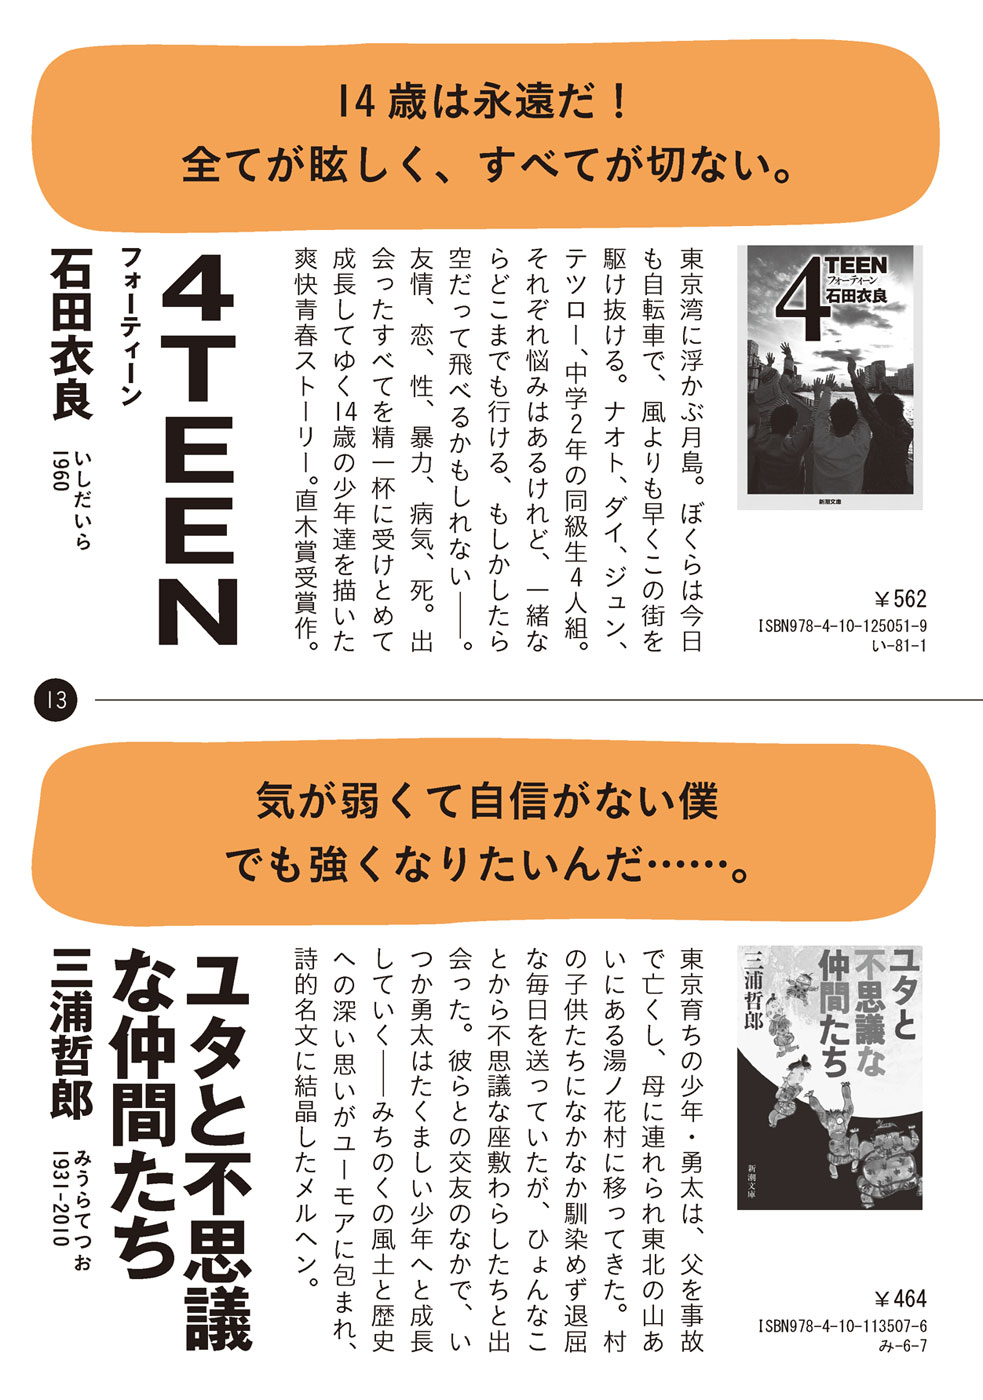 14歳は永遠だ！
全てが眩しく、すべてが切ない。
4TEEN
フォーティーン
石田衣良
新潮文庫
東京湾に浮かぶ月島。ぼくらは今日
も自転車で、風よりも早くこの街を
駆け抜ける。ナオト、ダイ、ジュン、
テツロー、中学2年の同級生4人組。
それぞれ悩みはあるけれど、一緒な
らどこまでも行ける、もしかしたら
空だって飛べるかもしれない――。
友情、恋、性、暴力、病気、死。出
会ったすべてを精一杯に受けとめて
成長してゆく14歳の少年達を描いた
爽快青春ストーリー。直木賞受賞作。
4TEEN
フォーティーン
石田衣良
いしだいら
1960
￥562
ISBN978-4-10-125051-9
い-81-1
13
気が弱くて自信がない僕
でも強くなりたいんだ……。
ユタと
不思議な
仲間たち
三浦哲郎
新潮文庫
東京育ちの少年・勇太は、父を事故
で亡くし、母に連れられ東北の山あ
いにある湯ノ花村に移ってきた。村
の子供たちになかなか馴染めず退屈
な毎日を送っていたが、ひょんなこ
とから不思議な座敷わらしたちと出
会った。彼らとの交友のなかで、い
つか勇太はたくましい少年へと成長
していく――みちのくの風土と歴史
への深い思いがユーモアに包まれ、
詩的名文に結晶したメルヘン。
ユタと不思議
な仲間たち
三浦哲郎
みうらてつお
1931-2010
￥464
ISBN978-4-10-113507-6
み-6-7